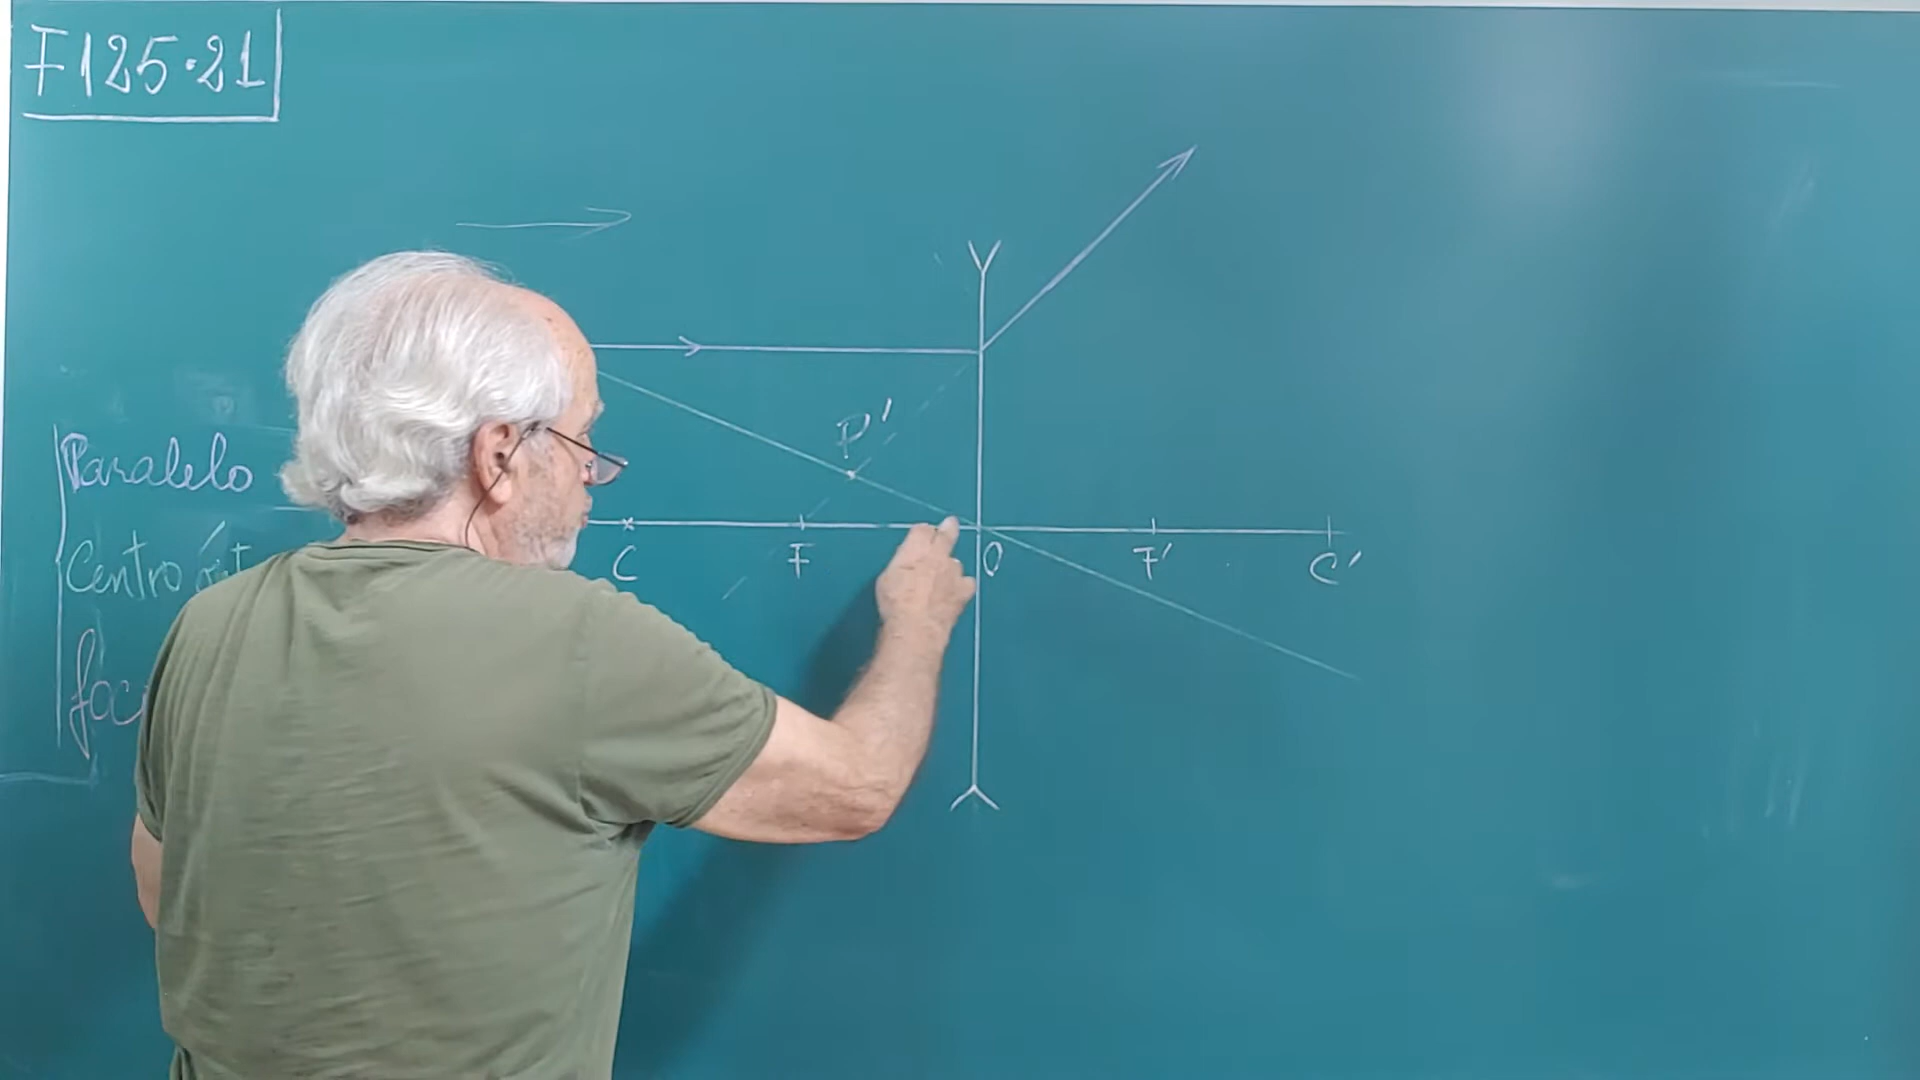 F125.21
P'
Paralelo
C F O F' C'
Centro